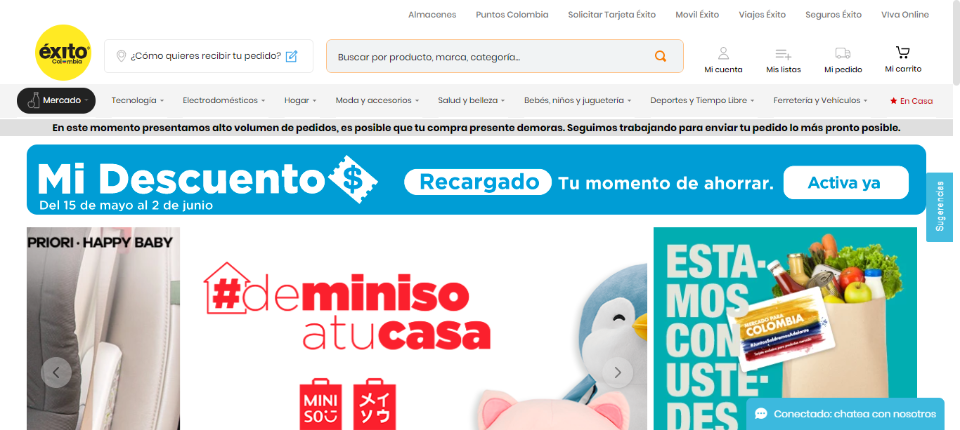 Almacenes Puntos Colombia Solicitar Tarjeta Éxito Movil Éxito Viajes Éxito Seguros Éxito VIva Online
éxito
Colombia
¿Cómo quieres recibir tu pedido?
Buscar por producto, marca, categoría...
Mi cuenta Mis listas Mi pedido Mi carrito
Mercado Tecnología Electrodomésticos Hogar Moda y accesorios Salud y belleza Bebés, niños y juguetería Deportes y Tiempo Libre Ferretería y Vehículos En Casa
En este momento presentamos alto volumen de pedidos, es posible que tu compra presente demoras. Seguimos trabajando para enviar tu pedido lo más pronto posible.
Mi Descuento $ Recargado Tu momento de ahorrar. Activa ya
Del 15 de mayo al 2 de junio
Sugerencias
PRIORI · HAPPY BABY
#deminiso
atucasa
MINI
SO
メイ
ソウ
ESTA-
MOS
CON
USTE-
DES
MERCADO PARA
COLOMBIA
#JuntosSaldremosAdelante
Conectado: chatea con nosotros